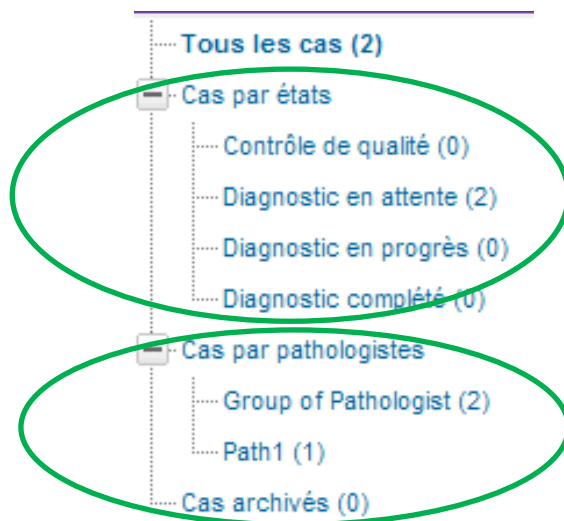 Tous les cas (2)
Cas par états
Contrôle de qualité (0)
Diagnostic en attente (2)
Diagnostic en progrès (0)
Diagnostic complété (0)
Cas par pathologistes
Group of Pathologist (2)
Path1 (1)
Cas archivés (0)